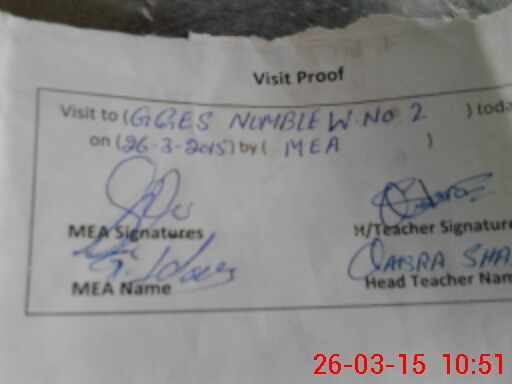 Visit Proof
Visit to (GGES NUMBLE W.NO 2 ) toda
on (26-3-2015) by ( MEA )
MEA Signatures H/Teacher Signature
QAISRA SHA
MEA Name Head Teacher Nam
26-03-15 10:51